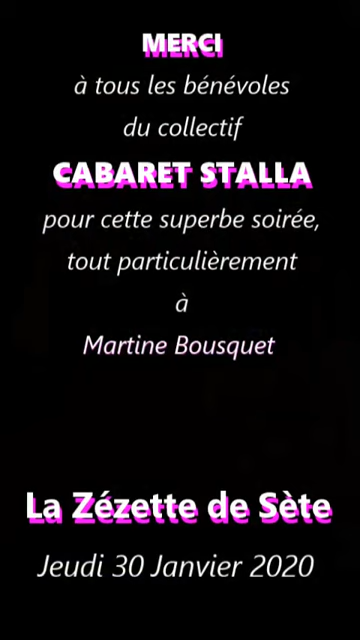 MERCI
à tous les bénévoles
du collectif
CABARET STALLA
pour cette superbe soirée,
tout particulièrement
à
Martine Bousquet
La Zézette de Sète
Jeudi 30 Janvier 2020